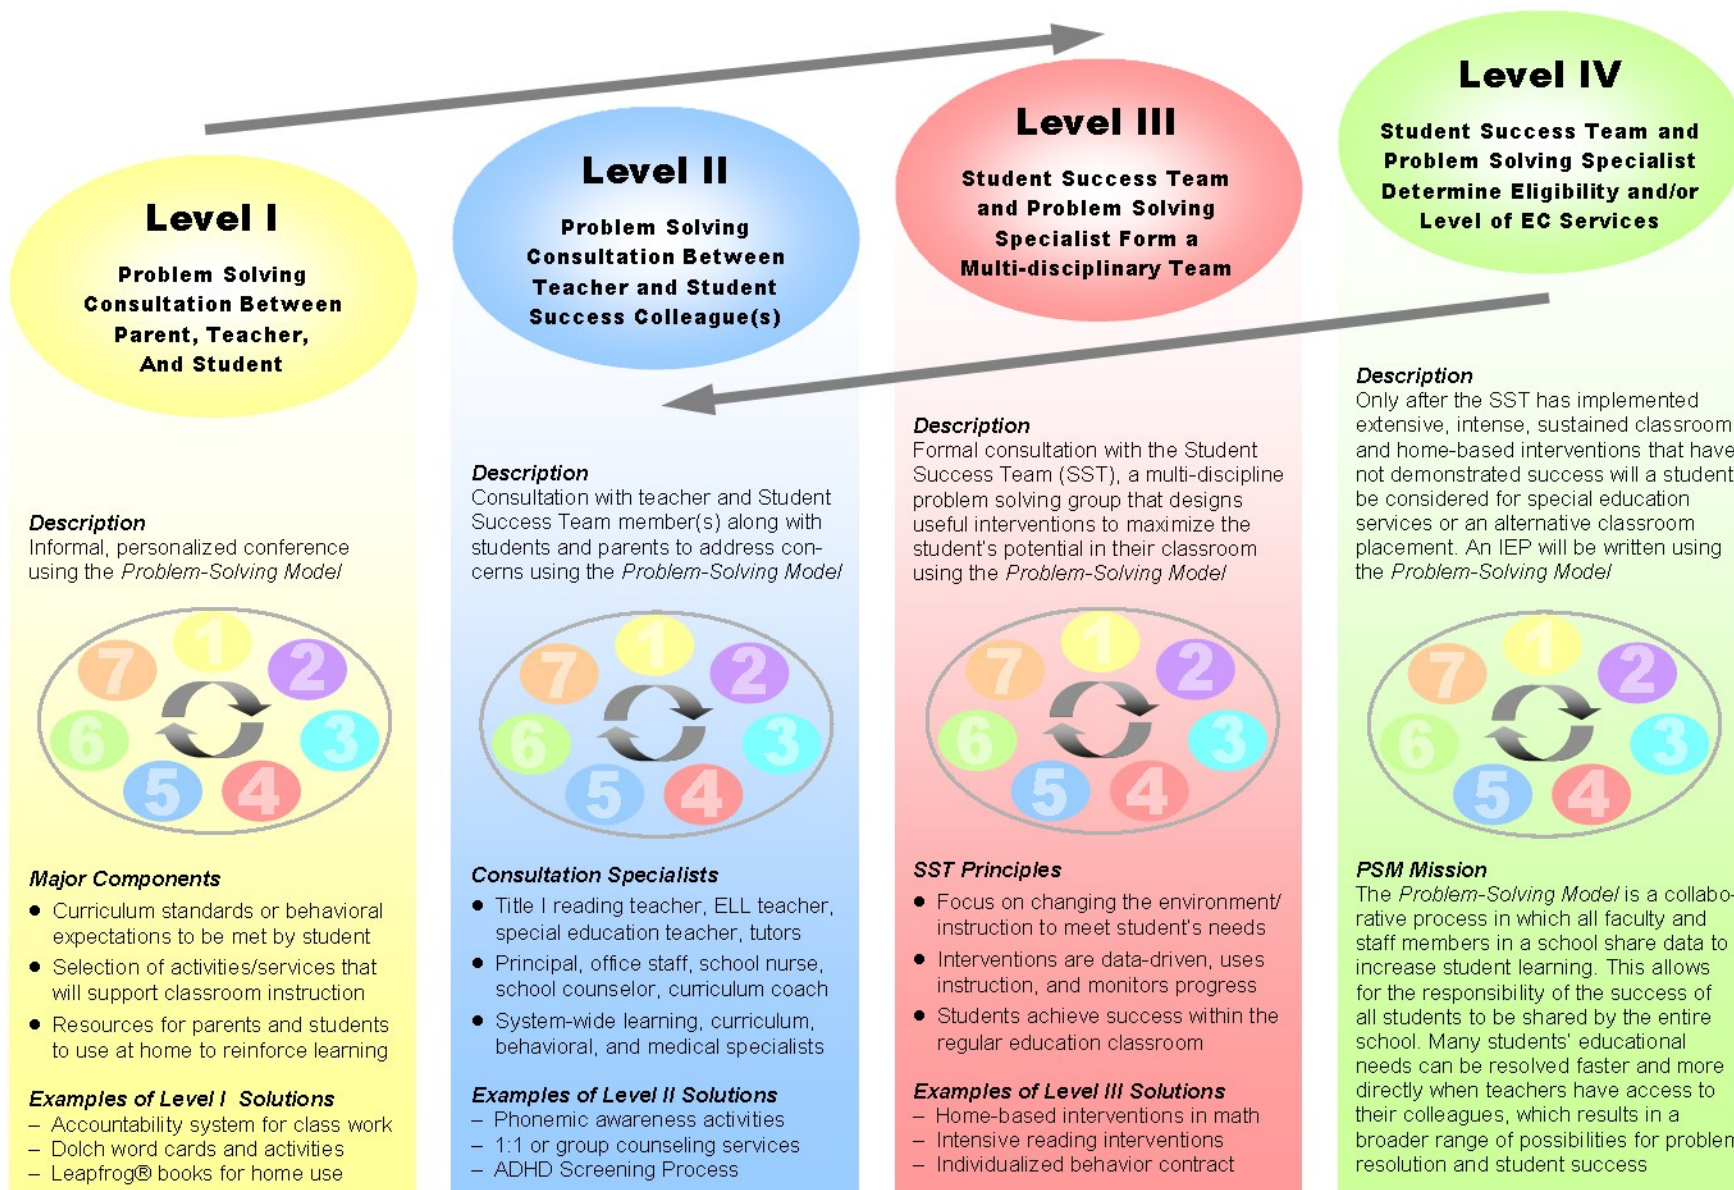 Level I
Problem Solving
Consultation Between
Parent, Teacher,
And Student
Description
Informal, personalized conference
using the Problem-Solving Model
1
2
3
4
5
6
7
Major Components
● Curriculum standards or behavioral
expectations to be met by student
● Selection of activities/services that
will support classroom instruction
● Resources for parents and students
to use at home to reinforce learning
Examples of Level I Solutions
– Accountability system for class work
– Dolch word cards and activities
– Leapfrog® books for home use
Level II
Problem Solving
Consultation Between
Teacher and Student
Success Colleague(s)
Description
Consultation with teacher and Student
Success Team member(s) along with
students and parents to address con-
cerns using the Problem-Solving Model
1
2
3
4
5
6
7
Consultation Specialists
● Title I reading teacher, ELL teacher,
special education teacher, tutors
● Principal, office staff, school nurse,
school counselor, curriculum coach
● System-wide learning, curriculum,
behavioral, and medical specialists
Examples of Level II Solutions
– Phonemic awareness activities
– 1:1 or group counseling services
– ADHD Screening Process
Level III
Student Success Team
and Problem Solving
Specialist Form a
Multi-disciplinary Team
Description
Formal consultation with the Student
Success Team (SST), a multi-discipline
problem solving group that designs
useful interventions to maximize the
student's potential in their classroom
using the Problem-Solving Model
1
2
3
4
5
6
7
SST Principles
● Focus on changing the environment/
instruction to meet student's needs
● Interventions are data-driven, uses
instruction, and monitors progress
● Students achieve success within the
regular education classroom
Examples of Level III Solutions
– Home-based interventions in math
– Intensive reading interventions
– Individualized behavior contract
Level IV
Student Success Team and
Problem Solving Specialist
Determine Eligibility and/or
Level of EC Services
Description
Only after the SST has implemented
extensive, intense, sustained classroom
and home-based interventions that have
not demonstrated success will a student
be considered for special education
services or an alternative classroom
placement. An IEP will be written using
the Problem-Solving Model
1
2
3
4
5
6
7
PSM Mission
The Problem-Solving Model is a collabo-
rative process in which all faculty and
staff members in a school share data to
increase student learning. This allows
for the responsibility of the success of
all students to be shared by the entire
school. Many students' educational
needs can be resolved faster and more
directly when teachers have access to
their colleagues, which results in a
broader range of possibilities for problem
resolution and student success